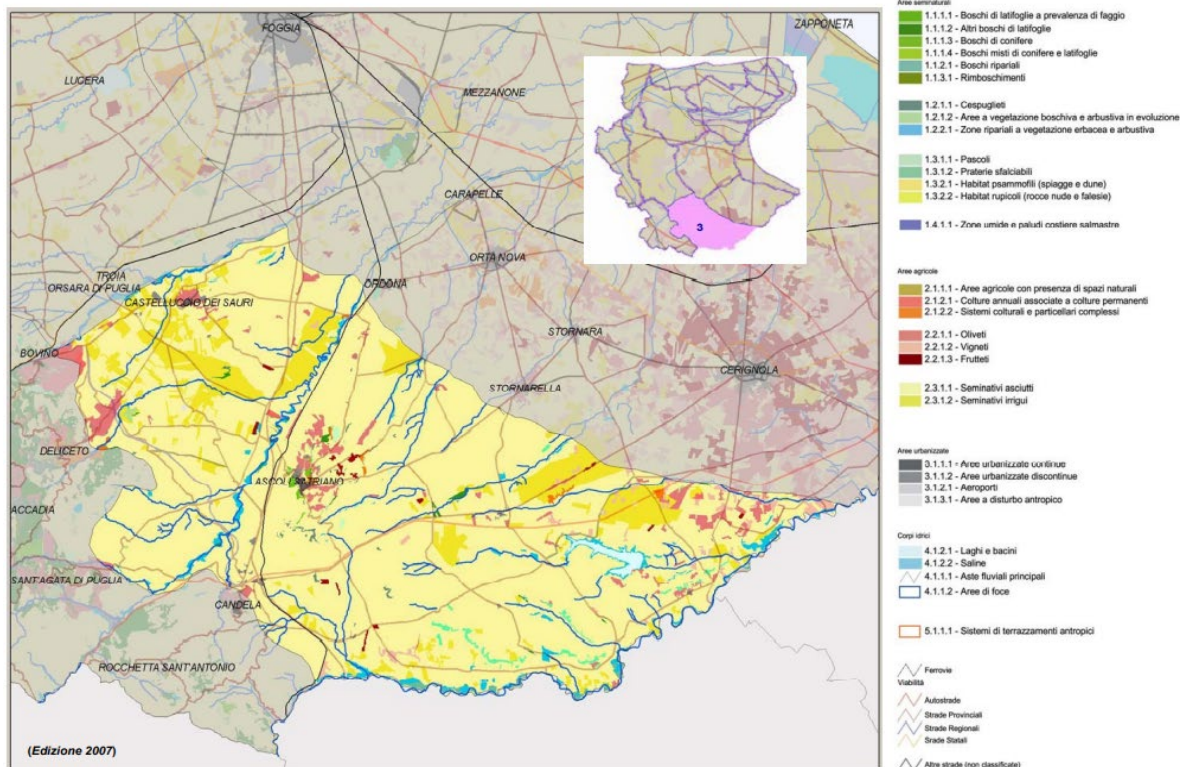 FOGGIA
ZAPPONETA
LUCERA
MEZZANONE
CARAPELLE
3
TROIA
ORSARA DI PUGLIA
ORTA NOVA
ORDONA
CASTELLUCCIO DEI SAURI
STORNARA
BOVINO
CERIGNOLA
STORNARELLA
DELICETO
ASCOLI SATRIANO
ACCADIA
SANT'AGATA DI PUGLIA
CANDELA
ROCCHETTA SANT'ANTONIO
(Edizione 2007)
Aree seminaturali
1.1.1.1 - Boschi di latifoglie a prevalenza di faggio
1.1.1.2 - Altri boschi di latifoglie
1.1.1.3 - Boschi di conifere
1.1.1.4 - Boschi misti di conifere e latifoglie
1.1.2.1 - Boschi ripariali
1.1.3.1 - Rimboschimenti
1.2.1.1 - Cespuglieti
1.2.1.2 - Aree a vegetazione boschiva e arbustiva in evoluzione
1.2.2.1 - Zone ripariali a vegetazione erbacea e arbustiva
1.3.1.1 - Pascoli
1.3.1.2 - Praterie sfalciabili
1.3.2.1 - Habitat psammofili (spiagge e dune)
1.3.2.2 - Habitat rupicoli (rocce nude e falesie)
1.4.1.1 - Zone umide e paludi costiere salmastre
Aree agricole
2.1.1.1 - Aree agricole con presenza di spazi naturali
2.1.2.1 - Colture annuali associate a colture permanenti
2.1.2.2 - Sistemi colturali e particellari complessi
2.2.1.1 - Oliveti
2.2.1.2 - Vigneti
2.2.1.3 - Frutteti
2.3.1.1 - Seminativi asciutti
2.3.1.2 - Seminativi irrigui
Aree urbanizzate
3.1.1.1 - Aree urbanizzate continue
3.1.1.2 - Aree urbanizzate discontinue
3.1.2.1 - Aeroporti
3.1.3.1 - Aree a disturbo antropico
Corpi idrici
4.1.2.1 - Laghi e bacini
4.1.2.2 - Saline
4.1.1.1 - Aste fluviali principali
4.1.1.2 - Aree di foce
5.1.1.1 - Sistemi di terrazzamenti antropici
Ferrovie
Viabilità
Autostrade
Strade Provinciali
Strade Regionali
Srade Statali
Altre strade (non classificate)